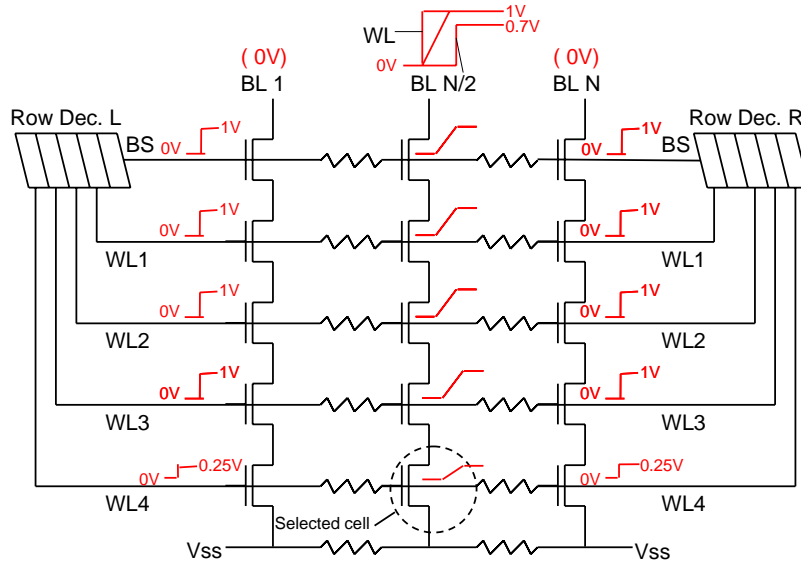 1V
WL
0.7V
0V
( 0V)
( 0V)
BL 1
BL N/2
BL N
Row Dec. L
Row Dec. R
BS
0V
1V
0V
1V
BS
0V
1V
0V
1V
WL1
WL1
0V
1V
0V
1V
WL2
WL2
0V
1V
0V
1V
WL3
WL3
0V
0.25V
0V
0.25V
WL4
WL4
Selected cell
Vss
Vss